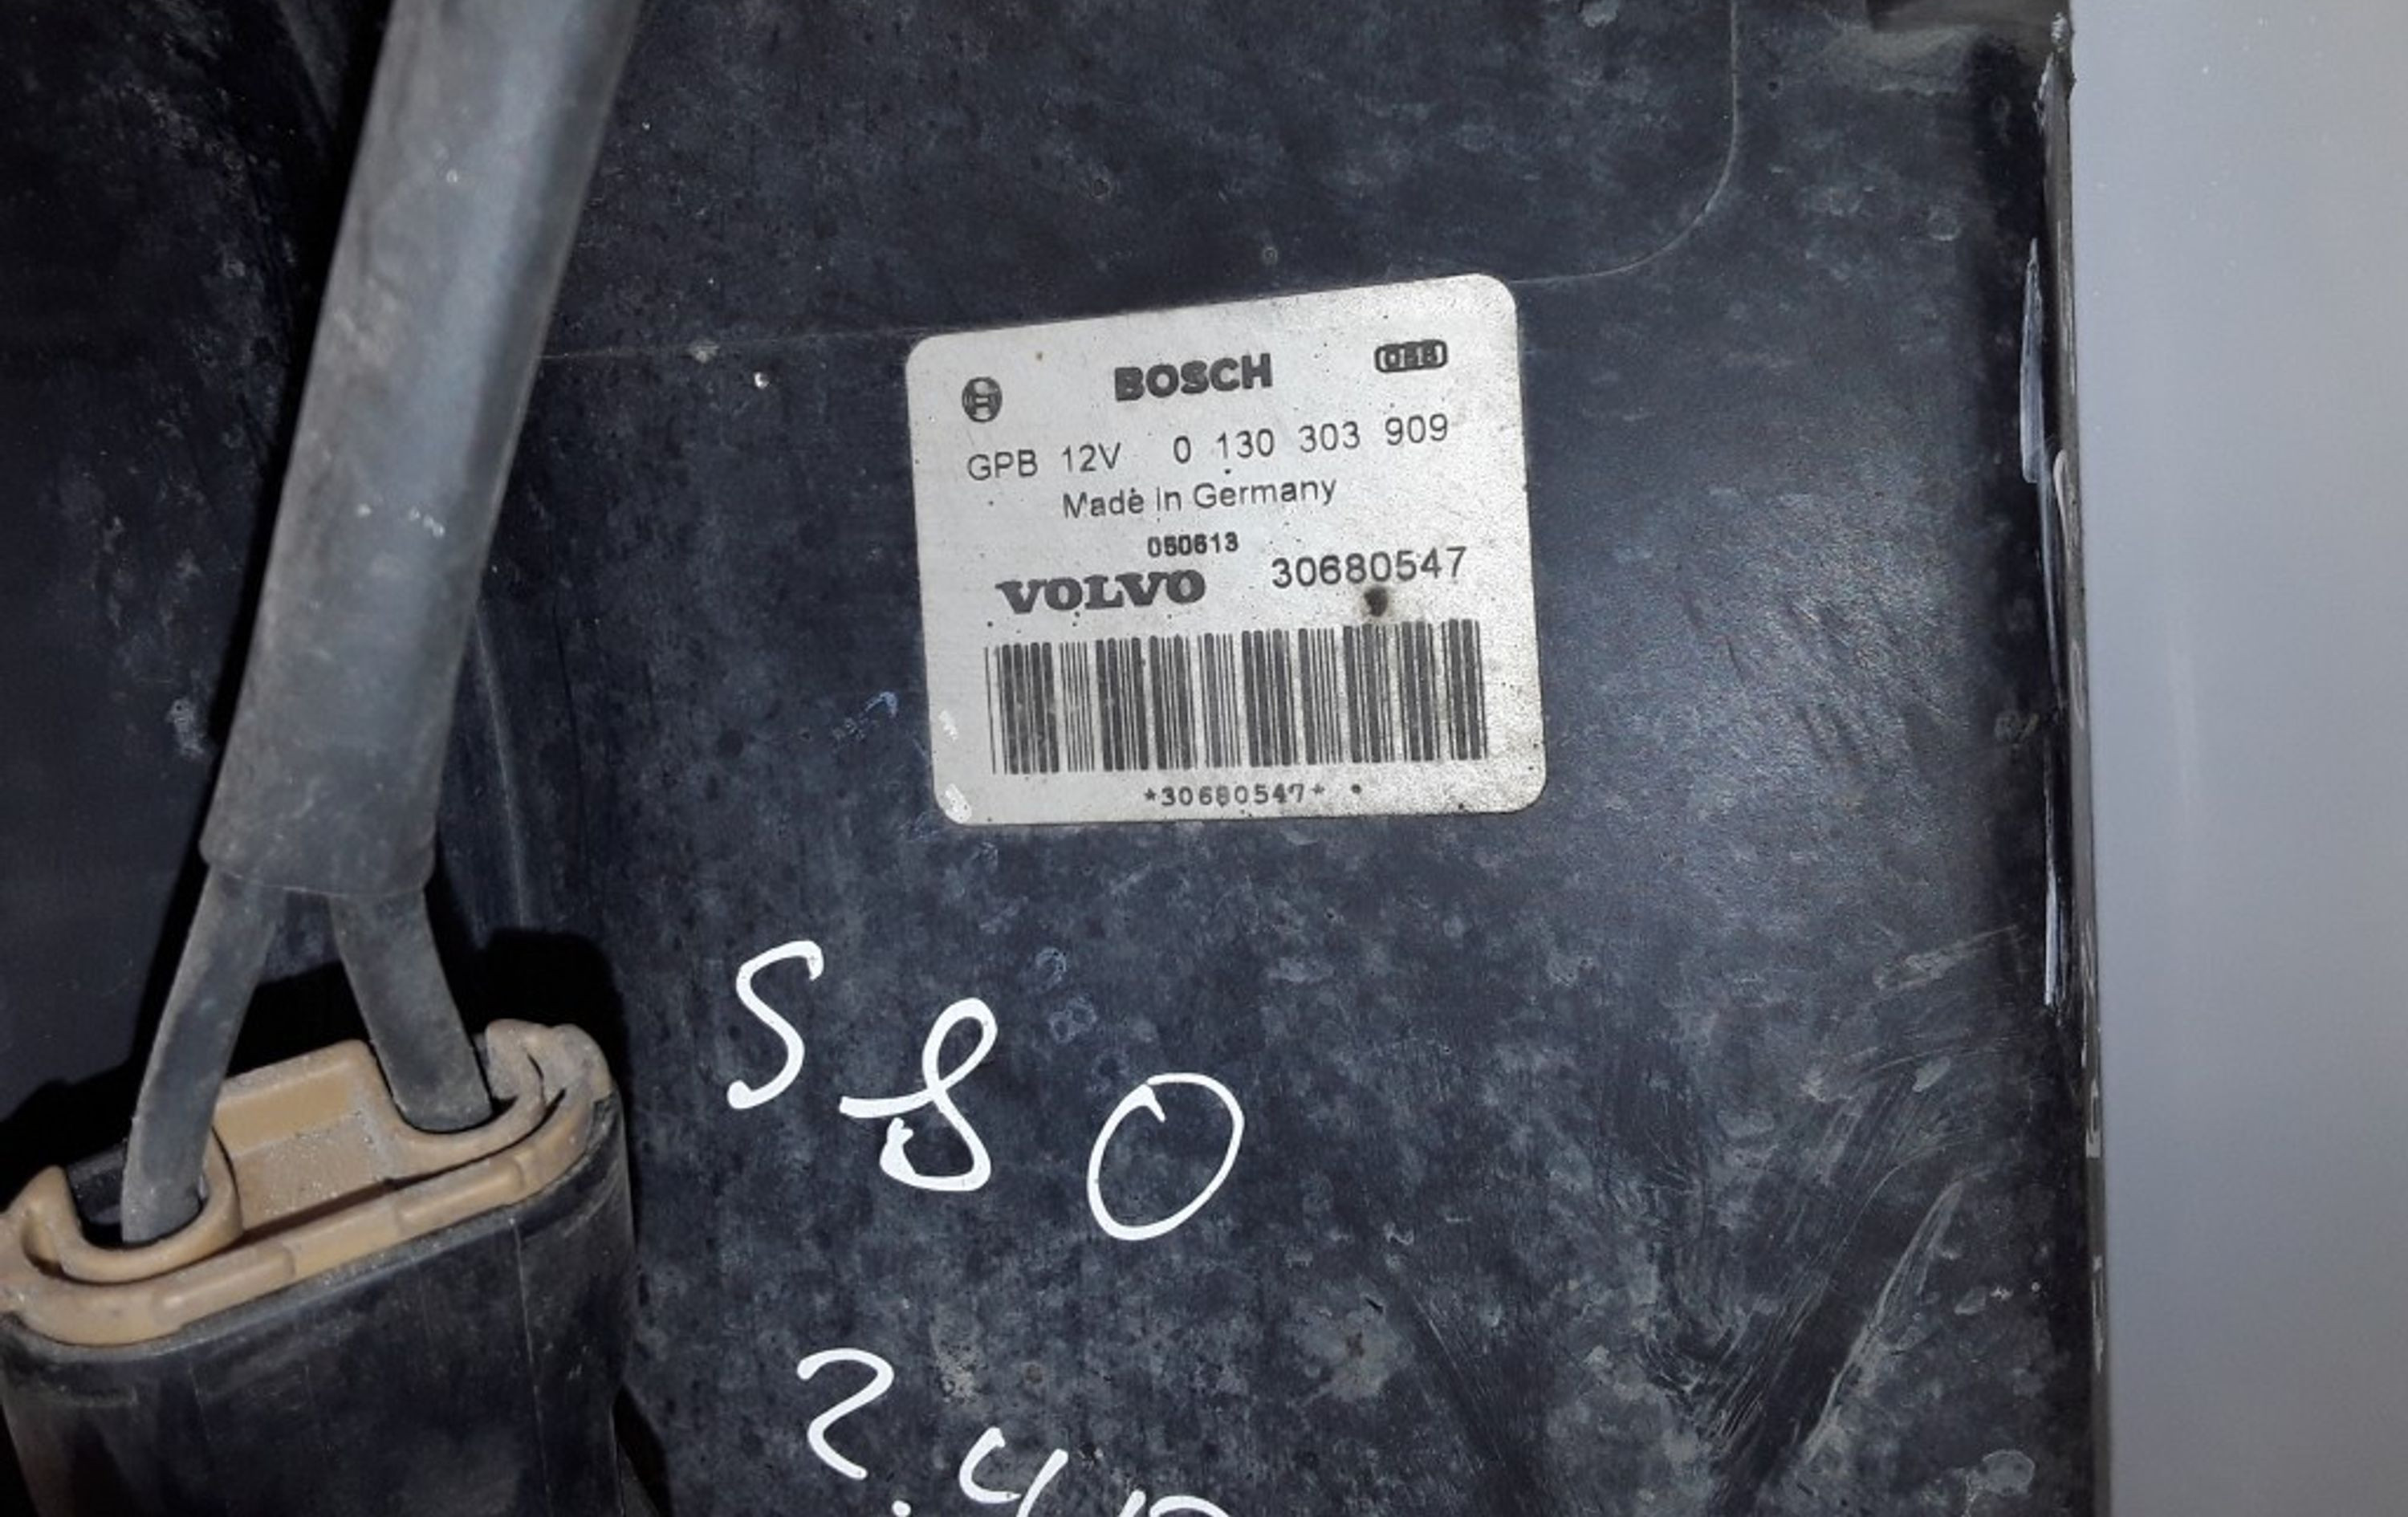 BOSCH
GPB 12V 0 130 303 909
Made in Germany
050613
VOLVO 30680547
*30680547*
S80